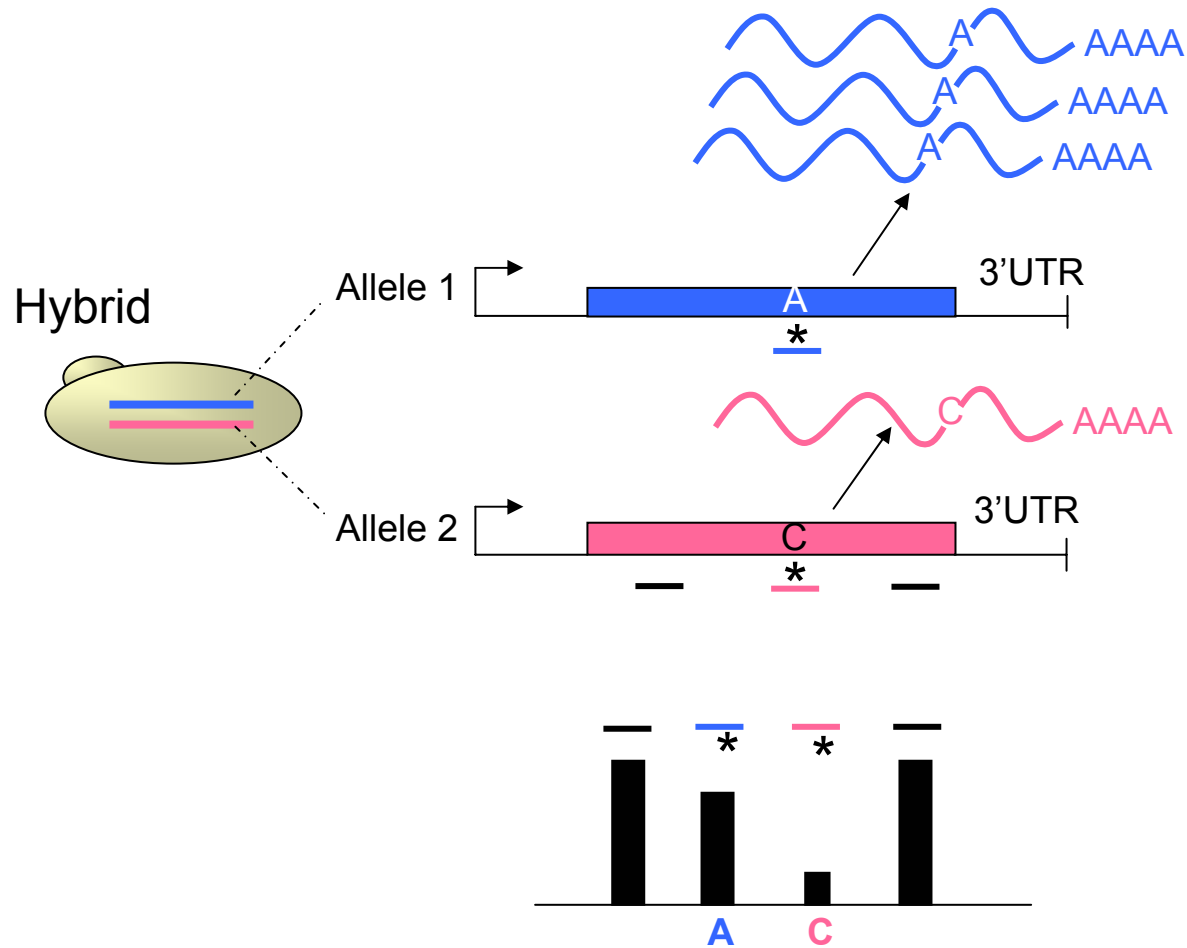 A AAAA
A AAAA
A AAAA
Hybrid
Allele 1
3’UTR
A
*
C AAAA
Allele 2
3’UTR
C
*
* *
A C